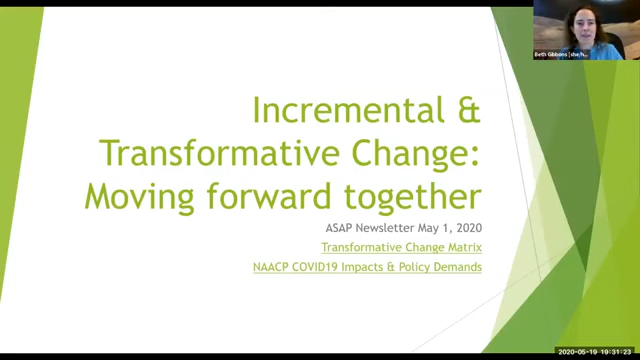 Beth Gibbons (she/h...
Incremental &
Transformative Change:
Moving forward together
ASAP Newsletter May 1, 2020
Transformative Change Matrix
NAACP COVID19 Impacts & Policy Demands
2020-05-19 19:31:23